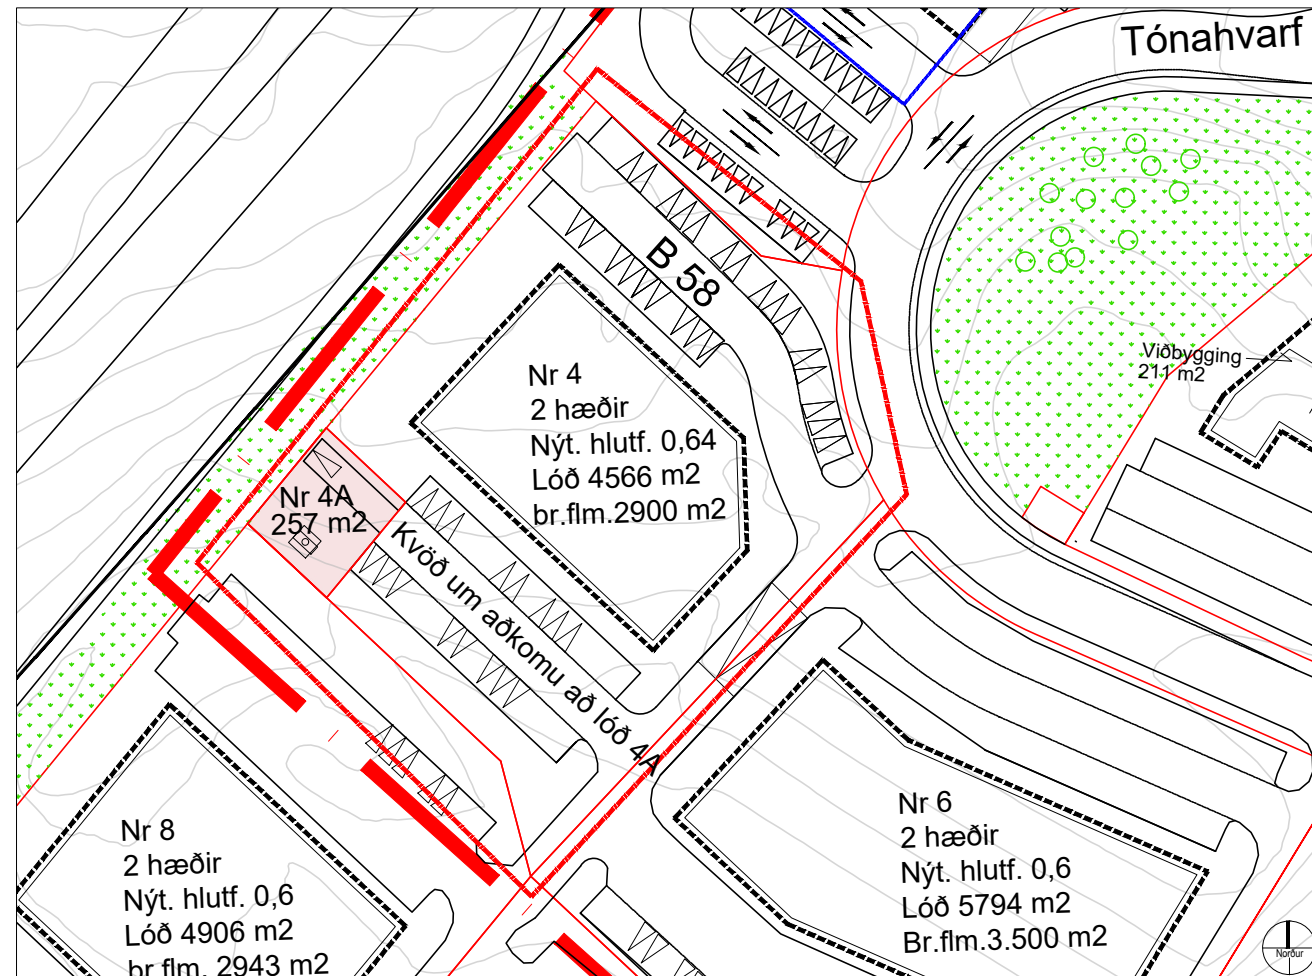 Tónahvarf
B 58
Viðbygging
211 m2
Nr 4
2 hæðir
Nýt. hlutf. 0,64
Lóð 4566 m2
br.flm.2900 m2
Nr 4A
257 m2
Kvöð um aðkomu að lóð 4A
Nr 6
2 hæðir
Nýt. hlutf. 0,6
Lóð 5794 m2
Br.flm.3.500 m2
Nr 8
2 hæðir
Nýt. hlutf. 0,6
Lóð 4906 m2
br.flm. 2943 m2
Norður